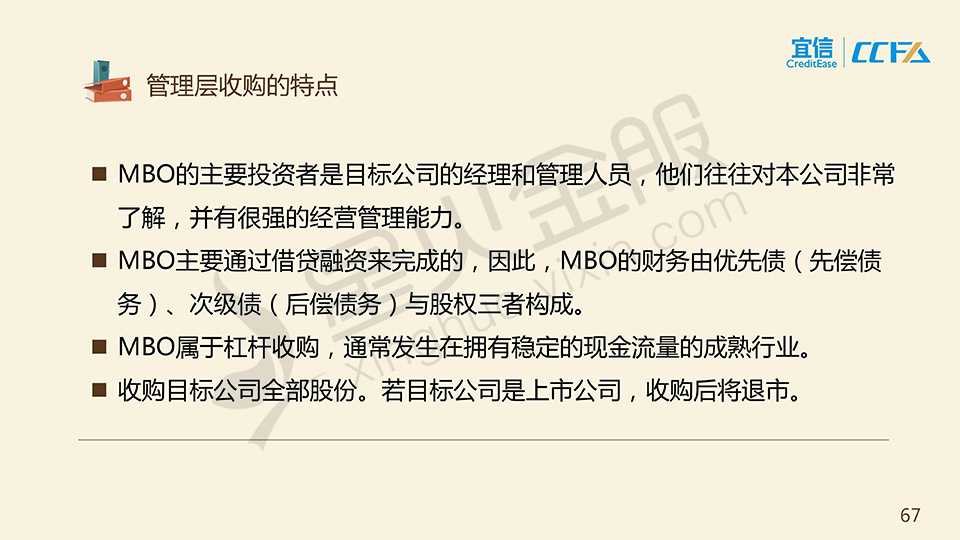 宜信
CreditEase
CCFA
管理层收购的特点
MBO的主要投资者是目标公司的经理和管理人员，他们往往对本公司非常
了解，并有很强的经营管理能力。
MBO主要通过借贷融资来完成的，因此，MBO的财务由优先债（先偿债
务）、次级债（后偿债务）与股权三者构成。
MBO属于杠杆收购，通常发生在拥有稳定的现金流量的成熟行业。
收购目标公司全部股份。若目标公司是上市公司，收购后将退市。
星火金服
xinghuo.yixin.com
67